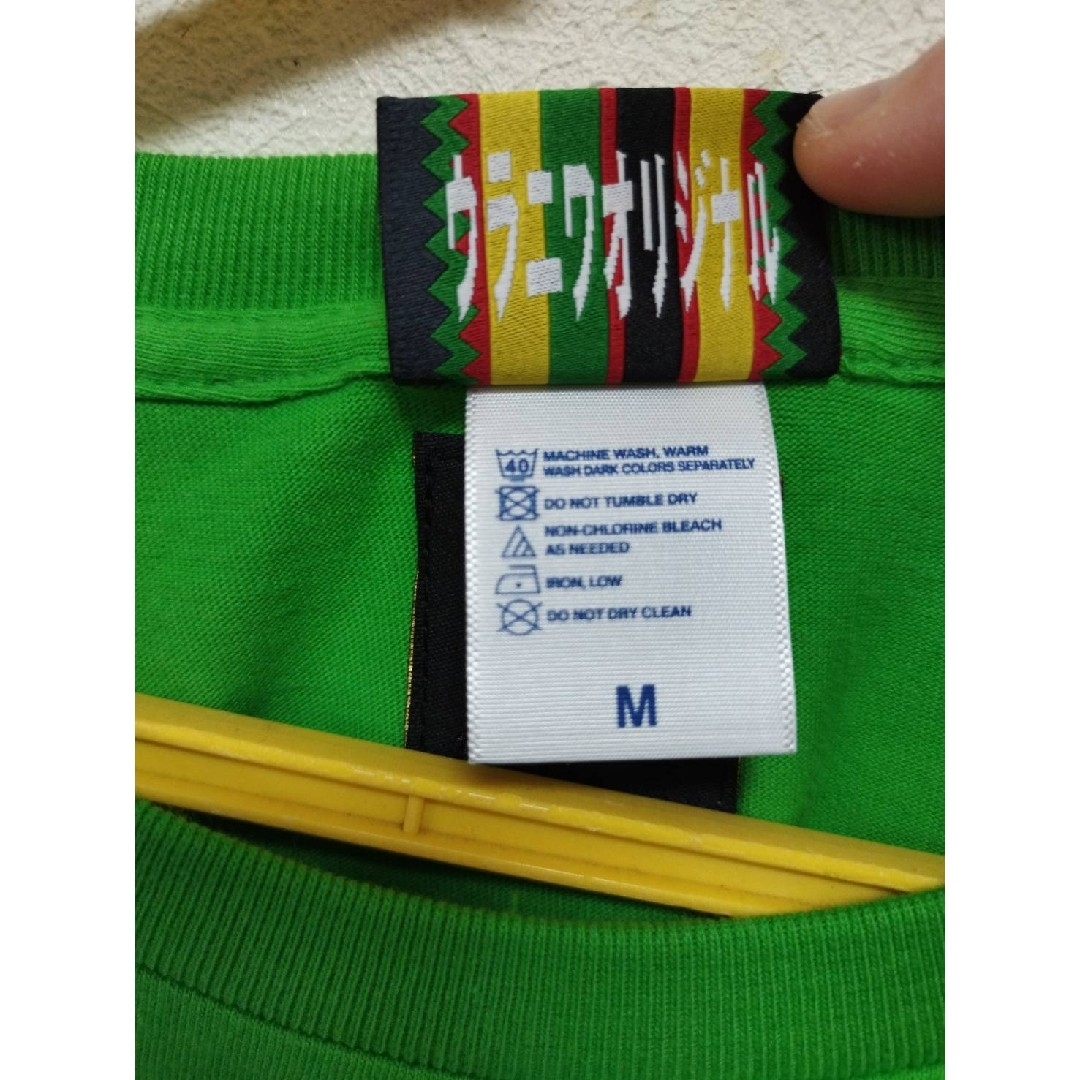 ウラニワオリジナル
40 MACHINE WASH, WARM
WASH DARK COLORS SEPARATELY
DO NOT TUMBLE DRY
NON-CHLORINE BLEACH
AS NEEDED
IRON, LOW
DO NOT DRY CLEAN
M